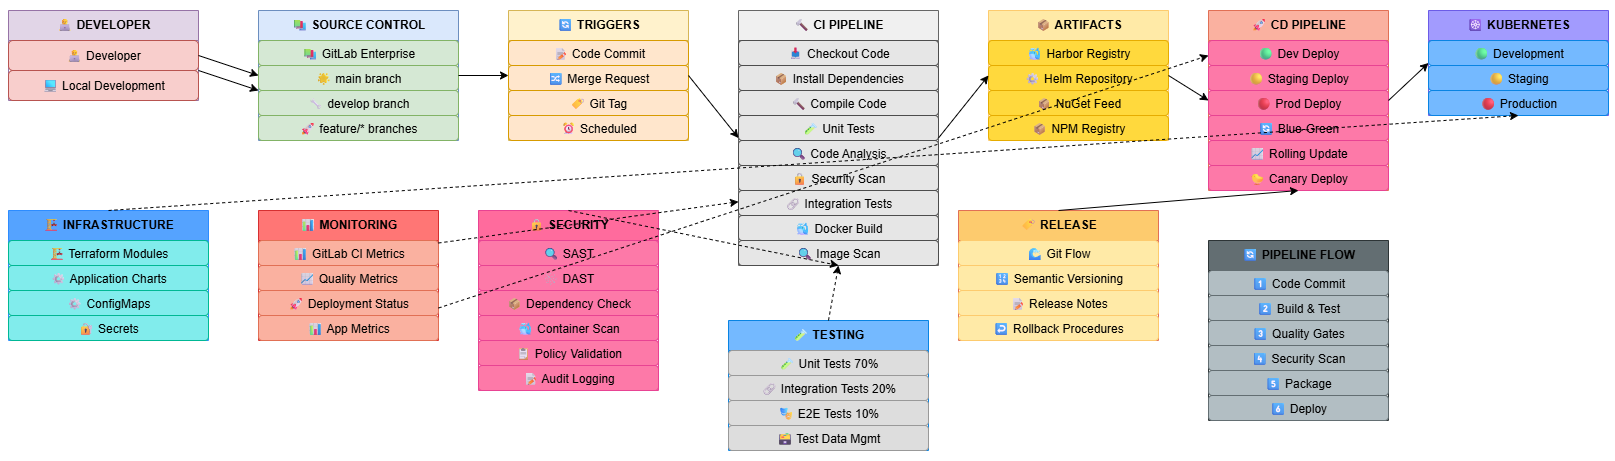 DEVELOPER
Developer
Local Development
SOURCE CONTROL
GitLab Enterprise
main branch
develop branch
feature/* branches
TRIGGERS
Code Commit
Merge Request
Git Tag
Scheduled
CI PIPELINE
Checkout Code
Install Dependencies
Compile Code
Unit Tests
Code Analysis
Security Scan
Integration Tests
Docker Build
Image Scan
ARTIFACTS
Harbor Registry
Helm Repository
NuGet Feed
NPM Registry
CD PIPELINE
Dev Deploy
Staging Deploy
Prod Deploy
Blue-Green
Rolling Update
Canary Deploy
KUBERNETES
Development
Staging
Production
INFRASTRUCTURE
Terraform Modules
Application Charts
ConfigMaps
Secrets
MONITORING
GitLab CI Metrics
Quality Metrics
Deployment Status
App Metrics
SECURITY
SAST
DAST
Dependency Check
Container Scan
Policy Validation
Audit Logging
TESTING
Unit Tests 70%
Integration Tests 20%
E2E Tests 10%
Test Data Mgmt
RELEASE
Git Flow
Semantic Versioning
Release Notes
Rollback Procedures
PIPELINE FLOW
1 Code Commit
2 Build & Test
3 Quality Gates
4 Security Scan
5 Package
6 Deploy